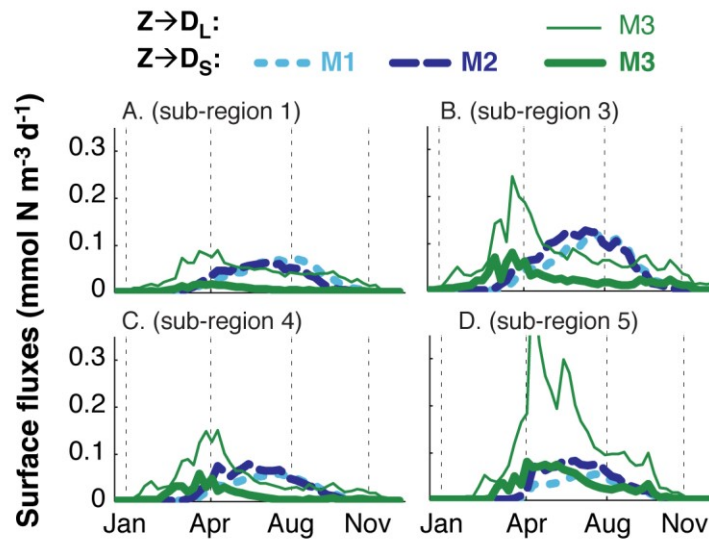 Z→D_L: M3
Z→D_S: M1 M2 M3
A. (sub-region 1) B. (sub-region 3)
0.3
0.2
0.1
0
C. (sub-region 4) D. (sub-region 5)
0.3
0.2
0.1
0
Surface fluxes (mmol N m⁻³ d⁻¹)
Jan Apr Aug Nov Jan Apr Aug Nov